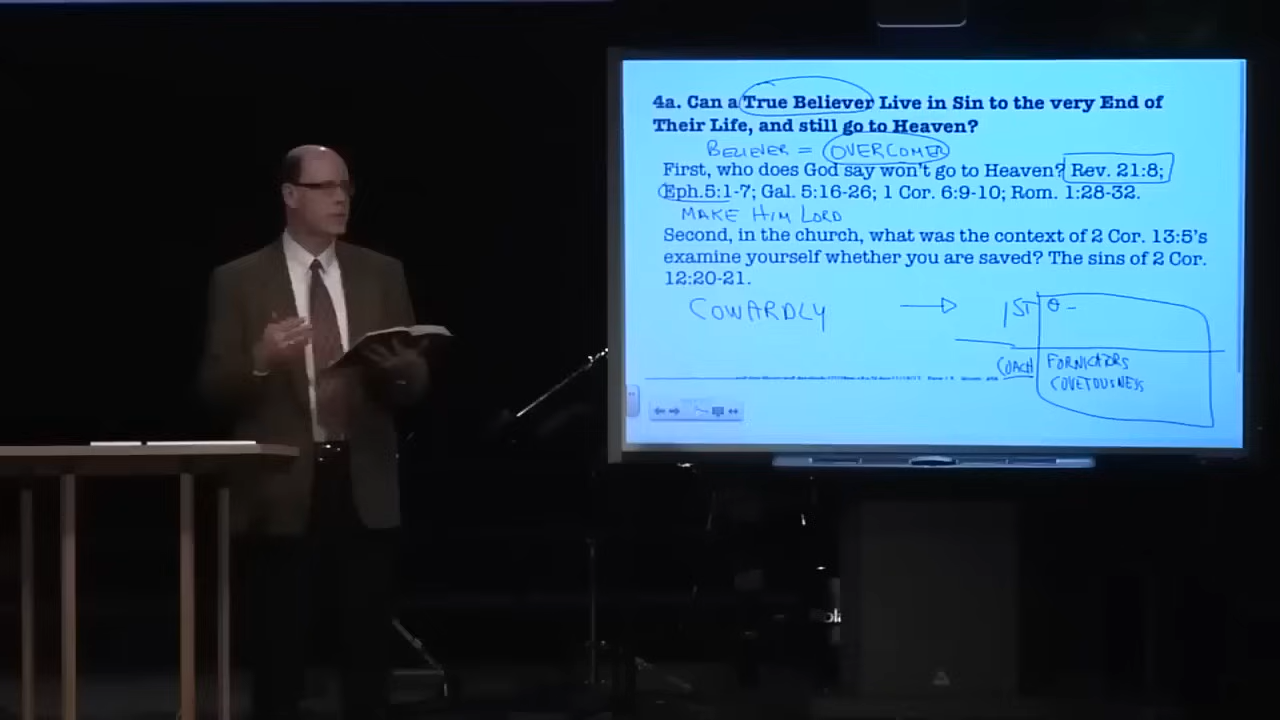 4a. Can a True Believer Live in Sin to the very End of
Their Life, and still go to Heaven?
BELIEVER = OVERCOMER
First, who does God say won't go to Heaven? Rev. 21:8;
Eph.5:1-7; Gal. 5:16-26; 1 Cor. 6:9-10; Rom. 1:28-32.
MAKE HIM LORD
Second, in the church, what was the context of 2 Cor. 13:5's
examine yourself whether you are saved? The sins of 2 Cor.
12:20-21.
COWARDLY
1ST
COACH
FORNICATORS
COVETOUSNESS